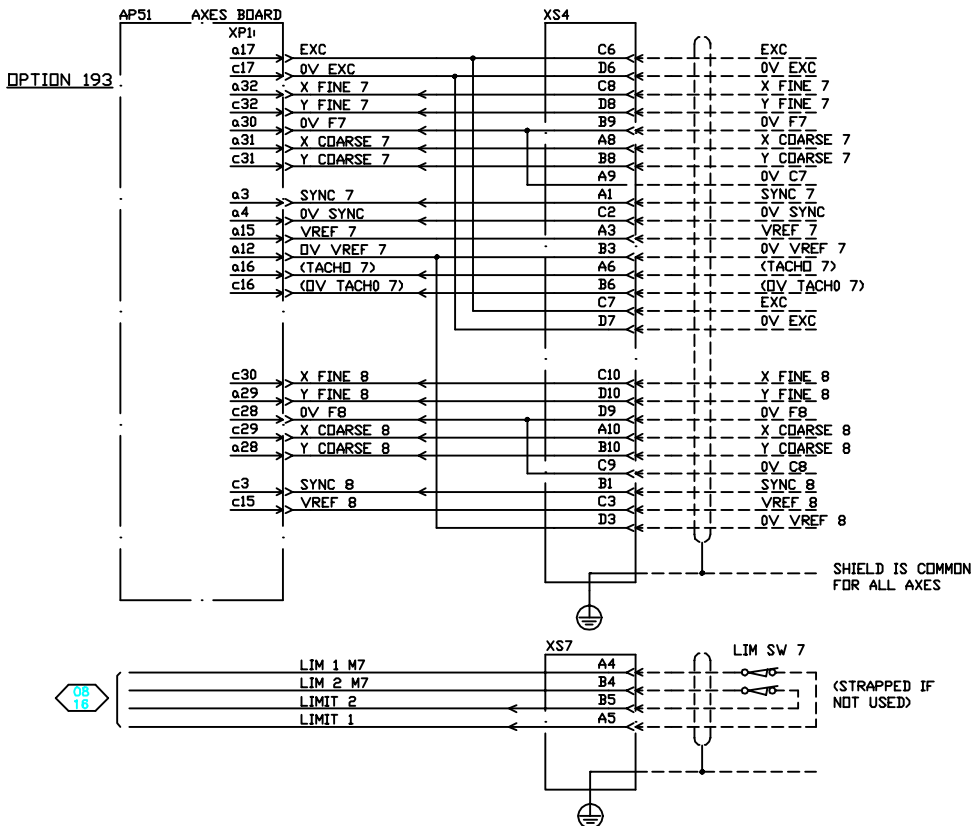 AP51 AXES BOARD XS4
XP1
OPTION 193
a17 EXC C6 EXC
c17 0V EXC D6 0V EXC
a32 X FINE 7 C8 X FINE 7
c32 Y FINE 7 D8 Y FINE 7
a30 0V F7 B9 0V F7
a31 X COARSE 7 A8 X COARSE 7
c31 Y COARSE 7 B8 Y COARSE 7
A9 0V C7
a3 SYNC 7 A1 SYNC 7
a4 0V SYNC C2 0V SYNC
a15 VREF 7 A3 VREF 7
a12 0V VREF 7 B3 0V VREF 7
a16 (TACHO 7) A6 (TACHO 7)
c16 (0V TACHO 7) B6 (0V TACHO 7)
C7 EXC
D7 0V EXC
c30 X FINE 8 C10 X FINE 8
a29 Y FINE 8 D10 Y FINE 8
c28 0V F8 D9 0V F8
c29 X COARSE 8 A10 X COARSE 8
a28 Y COARSE 8 B10 Y COARSE 8
C9 0V C8
c3 SYNC 8 B1 SYNC 8
c15 VREF 8 C3 VREF 8
D3 0V VREF 8
SHIELD IS COMMON
FOR ALL AXES
XS7 LIM SW 7
LIM 1 M7 A4
LIM 2 M7 B4
LIMIT 2 B5
LIMIT 1 A5
08
16
(STRAPPED IF
NOT USED)